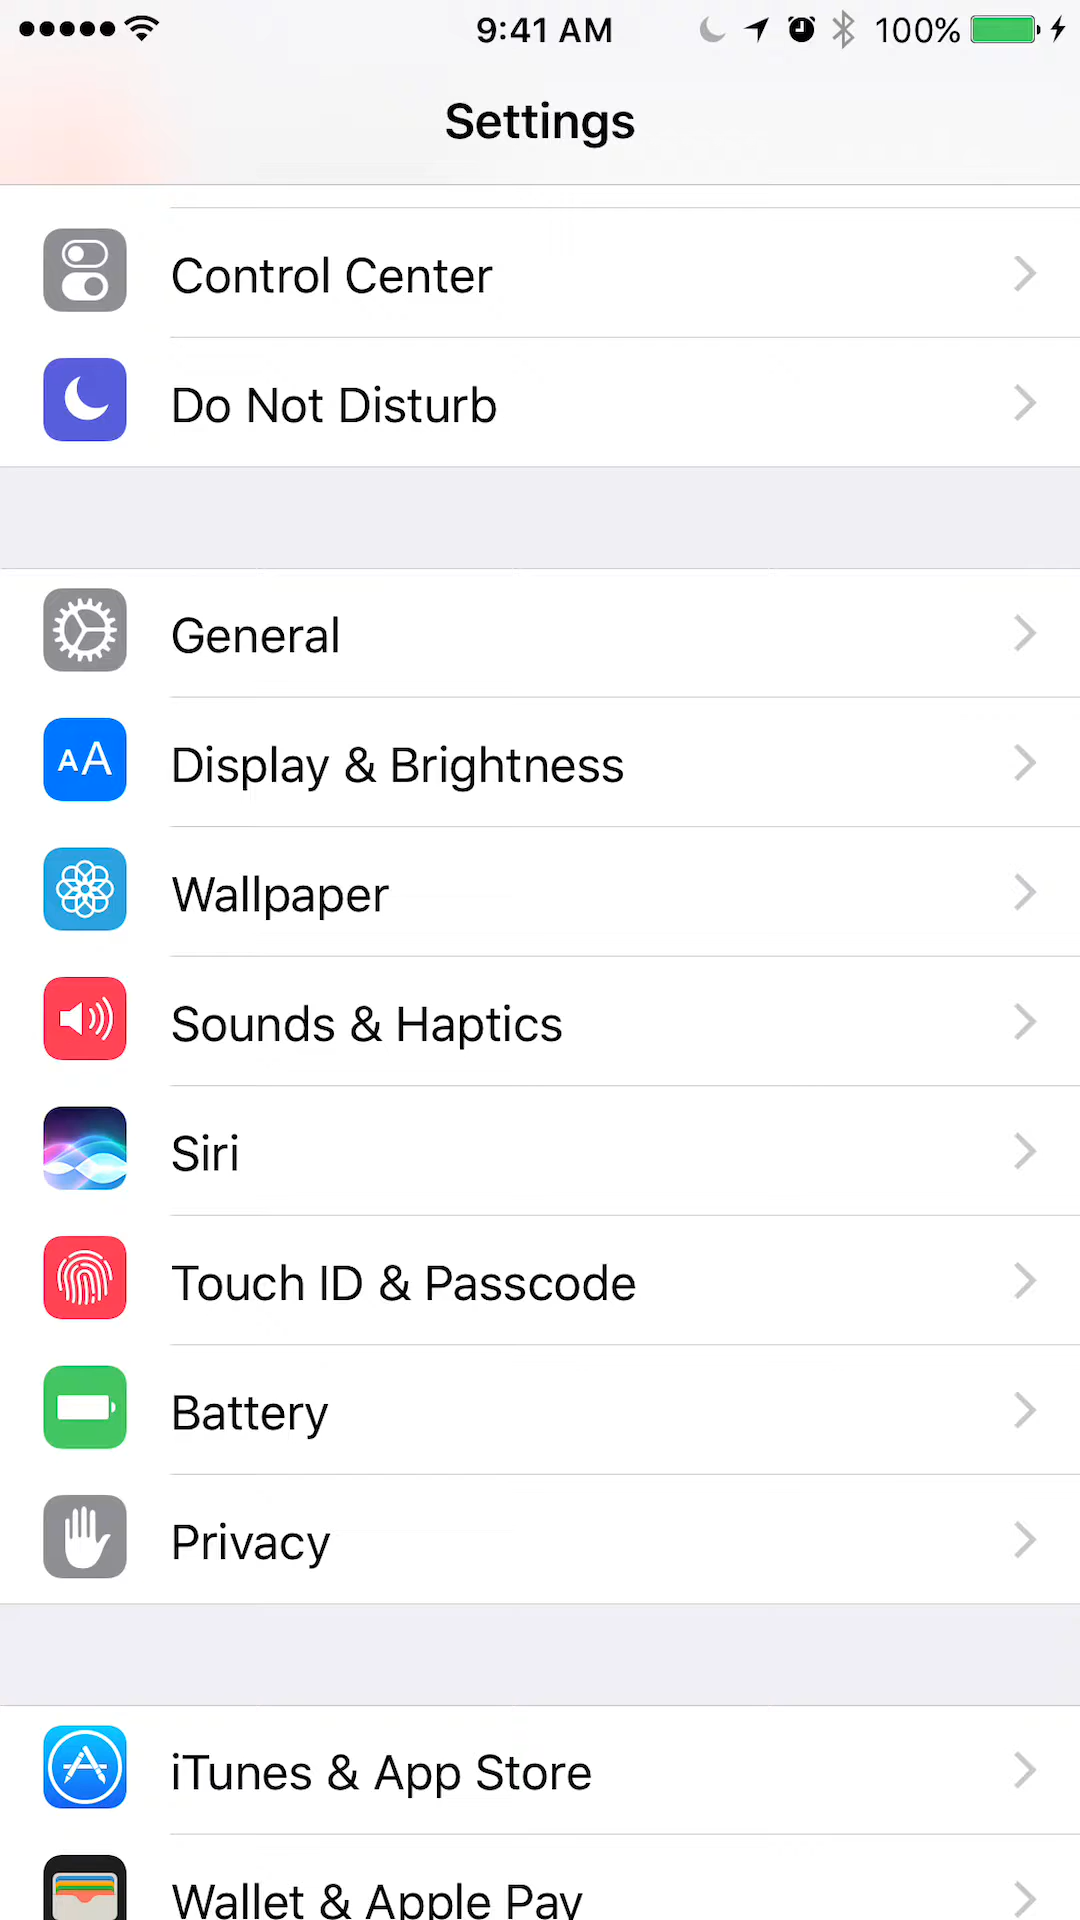 9:41 AM 100%
Settings
Control Center
Do Not Disturb
General
AA Display & Brightness
Wallpaper
Sounds & Haptics
Siri
Touch ID & Passcode
Battery
Privacy
iTunes & App Store
Wallet & Apple Pay